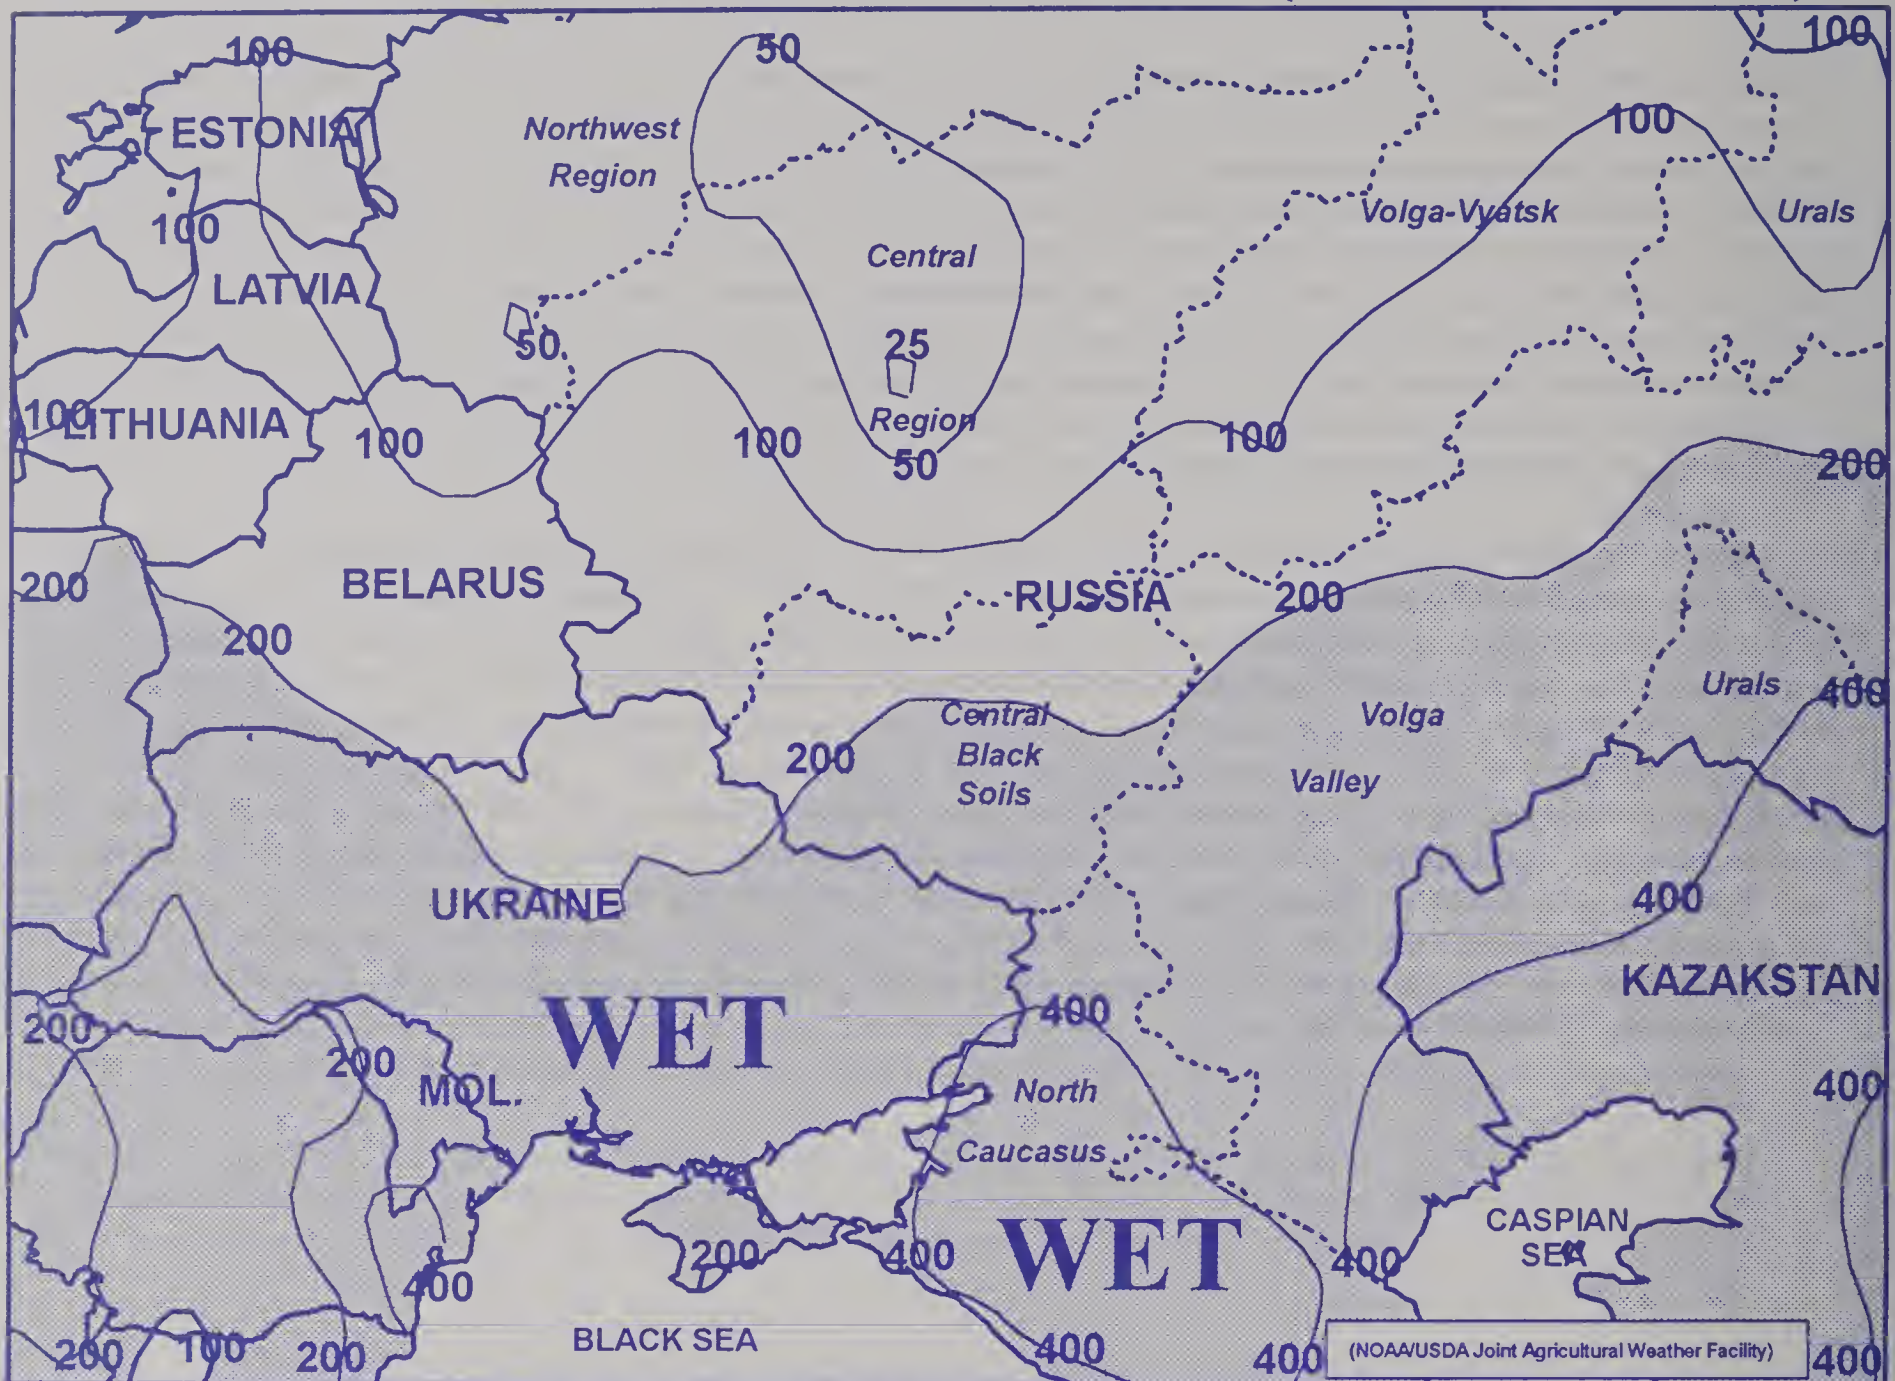 100
50
100
ESTONIA
Northwest
Region
100
Volga-Vyatsk
Urals
100
Central
LATVIA
50
25
100
LITHUANIA
Region
100
100
50
100
200
200
BELARUS
RUSSIA
200
200
Urals
400
Central
Black
Soils
Volga
Valley
200
UKRAINE
400
KAZAKSTAN
WET
400
200
200
MOL.
North
Caucasus
400
WET
CASPIAN
SEA
200
400
400
400
BLACK SEA
200
100
200
400
400
(NOAA/USDA Joint Agricultural Weather Facility)
400